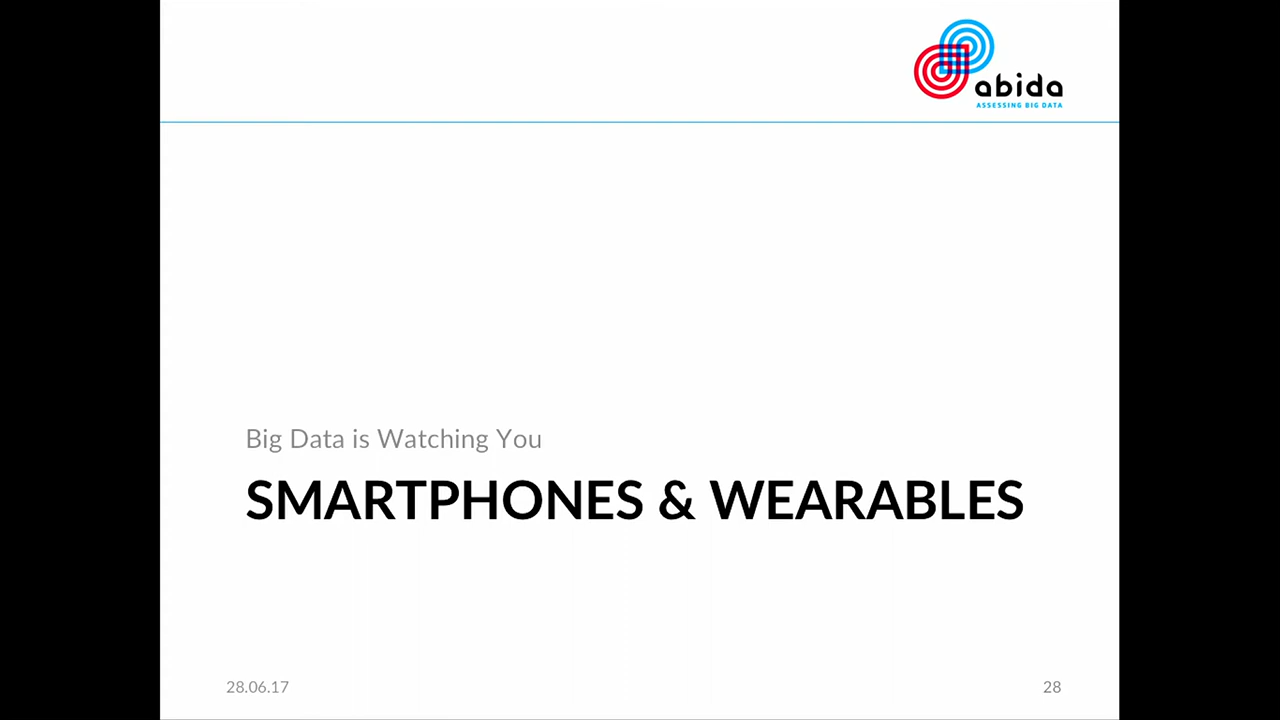 abida
ASSESSING BIG DATA
Big Data is Watching You
SMARTPHONES & WEARABLES
28.06.17
28